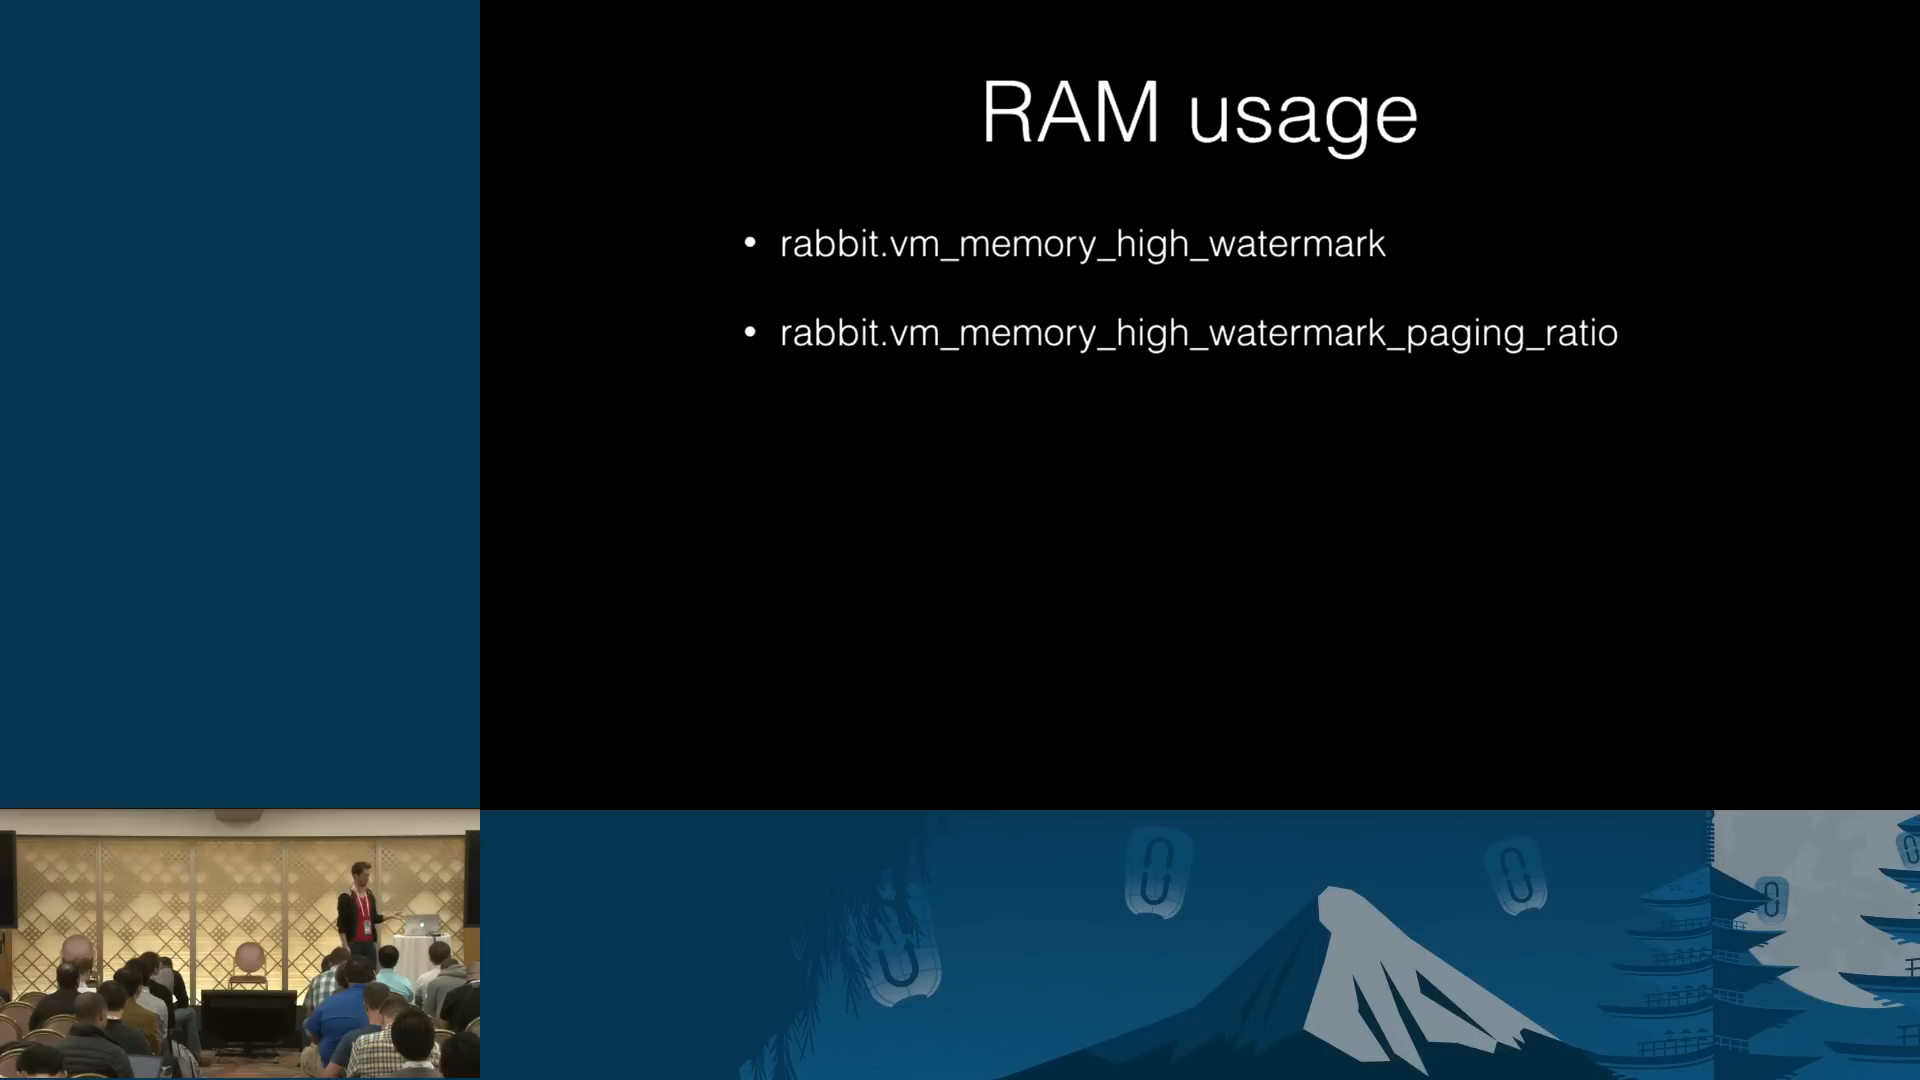 RAM usage
• rabbit.vm_memory_high_watermark
• rabbit.vm_memory_high_watermark_paging_ratio